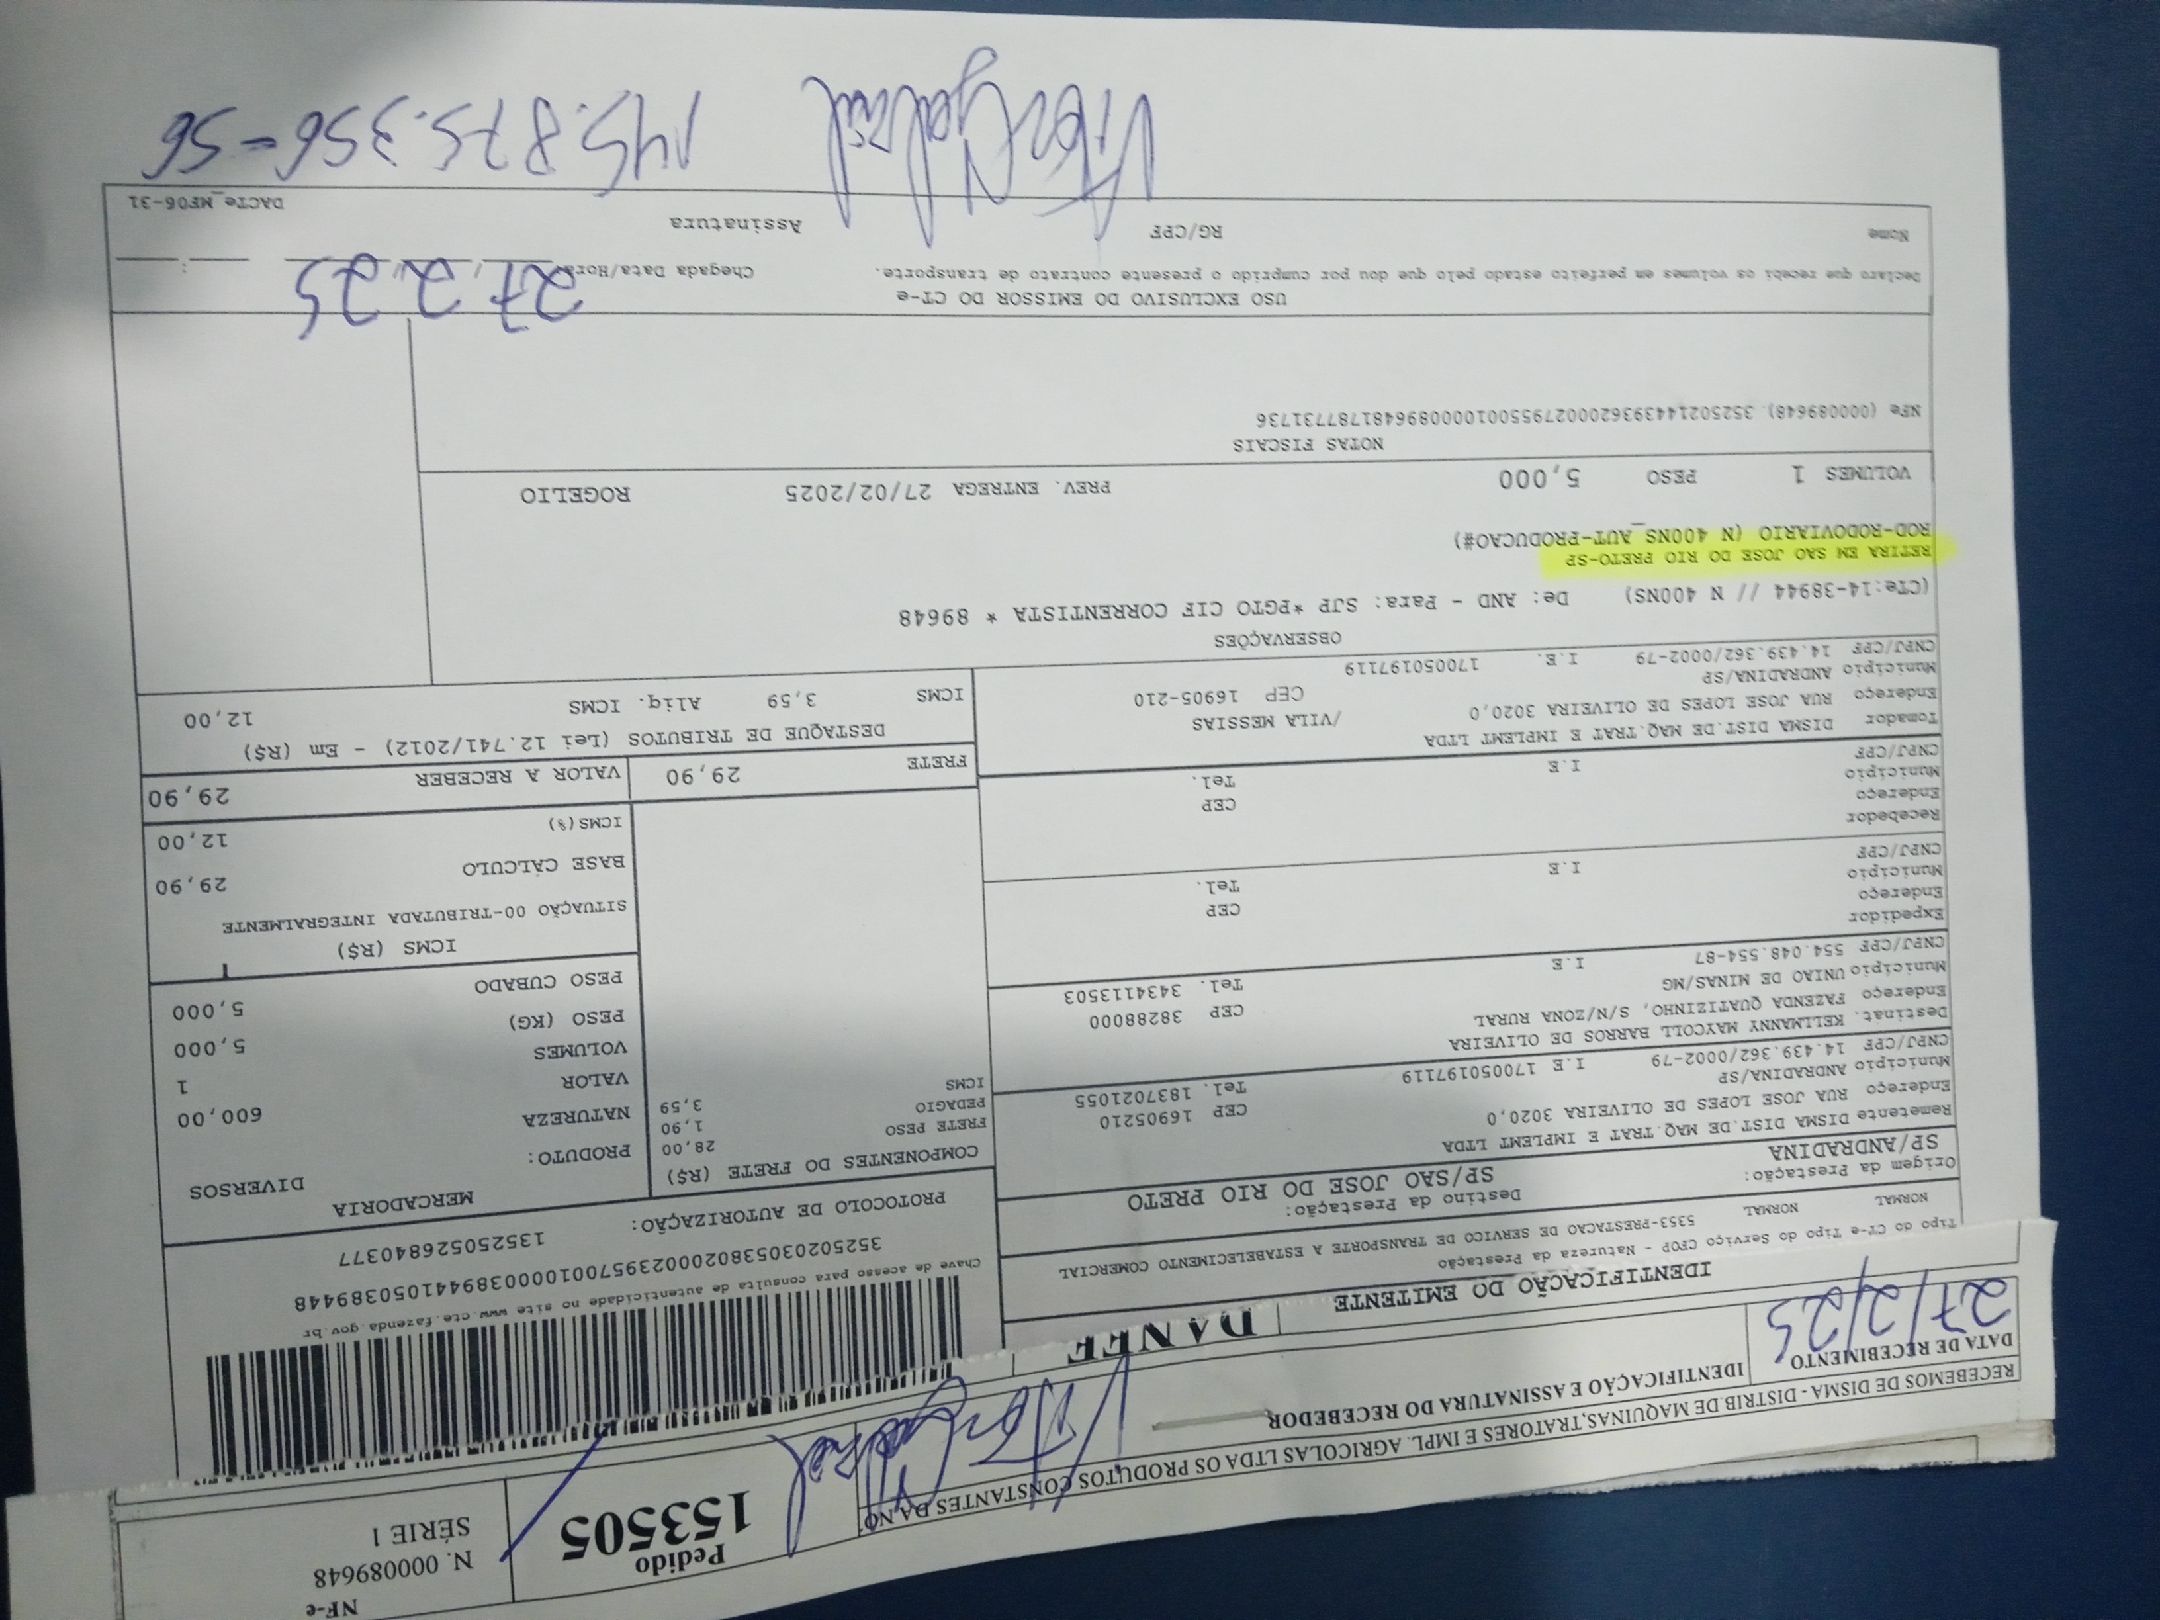 NF-e
N. 000089648
SÉRIE 1
Pedido
153505
RECEBEMOS DE DISMA - DISTRIB DE MAQUINAS,TRATORES E IMPL. AGRICOLAS LTDA OS PRODUTOS CONSTANTES DA NO
DATA DE RECEBIMENTO
27/2/25
IDENTIFICAÇÃO E ASSINATURA DO RECEBEDOR
Vitor Gabriel
DANFE
IDENTIFICAÇÃO DO EMITENTE
Tipo do CT-e Tipo do Serviço CFOP - Natureza da Prestação
NORMAL NORMAL 5353-PRESTACAO DE SERVICO DE TRANSPORTE A ESTABELECIMENTO COMERCIAL
Origem da Prestação: Destino da Prestação:
SP/ANDRADINA SP/SAO JOSE DO RIO PRETO
Chave de acesso para consulta de autenticidade no site www.cte.fazenda.gov.br
PROTOCOLO DE AUTORIZAÇÃO: 135250526840377
Remetente DISMA DIST.DE MAQ.TRAT E IMPLEMT LTDA
Endereço RUA JOSE LOPES DE OLIVEIRA 3020,0 CEP 16905210
Município ANDRADINA/SP Tel. 1837021055
CNPJ/CPF 14.439.362/0002-79 I.E 170050197119
Destinat. KELLMANNY MAYCOLL BARROS DE OLIVEIRA
Endereço FAZENDA QUATIZINHO, S/N/ZONA RURAL CEP 38288000
Município UNIAO DE MINAS/MG Tel. 3434113503
CNPJ/CPF 554.048.554-87 I.E
Expedidor
Endereço CEP
Município Tel.
CNPJ/CPF I.E
Recebedor
Endereço CEP
Município Tel.
CNPJ/CPF I.E
Tomador DISMA DIST.DE MAQ.TRAT E IMPLEMT LTDA
Endereço RUA JOSE LOPES DE OLIVEIRA 3020,0 /VILA MESSIAS
Município ANDRADINA/SP CEP 16905-210
CNPJ/CPF 14.439.362/0002-79 I.E. 170050197119
COMPONENTES DO FRETE (R$)
FRETE PESO 28,00
PEDAGIO 1,90
ICMS 3,59
MERCADORIA
PRODUTO: DIVERSOS
NATUREZA
VALOR 600,00
VOLUMES 1
PESO (KG) 5,000
PESO CUBADO 5,000
ICMS (R$)
SITUAÇÃO 00-TRIBUTADA INTEGRALMENTE
BASE CÁLCULO 29,90
ICMS(%) 12,00
FRETE 29,90 VALOR A RECEBER 29,90
DESTAQUE DE TRIBUTOS (Lei 12.741/2012) - Em (R$)
ICMS 3,59 Aliq. ICMS 12,00
OBSERVAÇÕES
(CTe:14-38944 // N 400NS) De: AND - Para: SJP *PGTO CIF CORRENTISTA * 89648
RETIRA EM SAO JOSE DO RIO PRETO-SP
ROD-RODOVIARIO (N 400NS_AUT-PRODUCAO#)
VOLUMES 1 PESO 5,000 PREV. ENTREGA 27/02/2025 ROGELIO
NOTAS FISCAIS
NFe (000089648).
USO EXCLUSIVO DO EMISSOR DO CT-e
Declaro que recebi os volumes em perfeito estado pelo que dou por cumprido o presente contrato de transporte. Chegada Data/Hora 27 / 2 / 25 :
Nome RG/CPF Assinatura DACTe_MF06-31
Vitor Gabriel 145.875.356-56